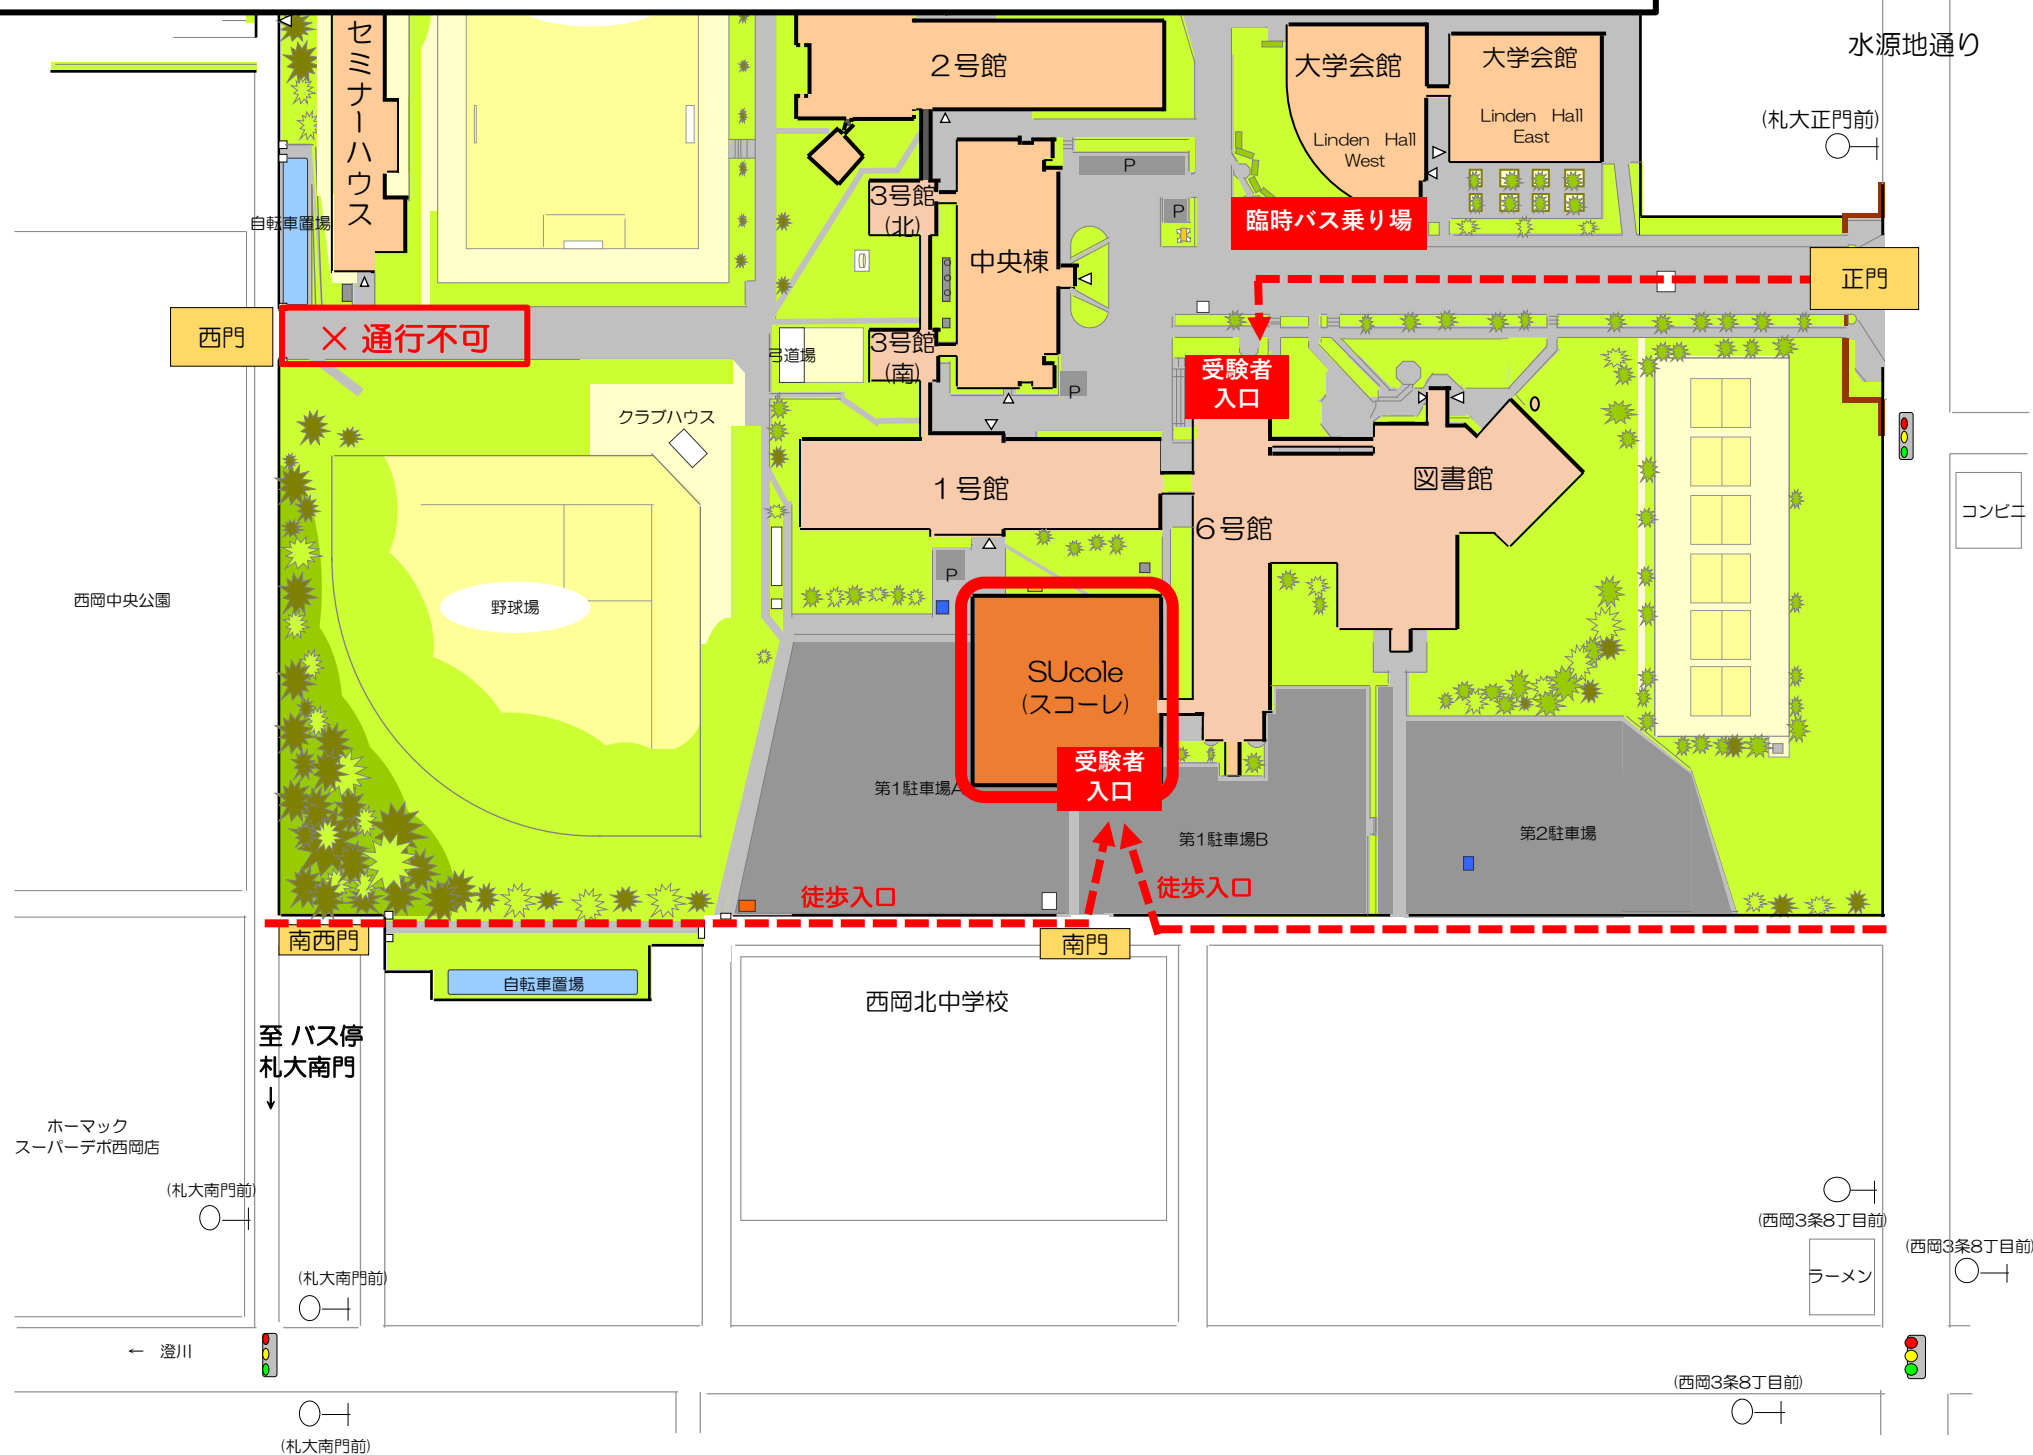 水源地通り
セミナーハウス
２号館
大学会館
Linden Hall
West
大学会館
Linden Hall
East
(札大正門前)
P
P
自転車置場
3号館
(北)
中央棟
臨時バス乗り場
正門
西門
× 通行不可
弓道場
3号館
(南)
P
受験者
入口
クラブハウス
１号館
図書館
６号館
コンビニ
西岡中央公園
野球場
P
SUcole
(スコーレ)
受験者
入口
第1駐車場A
第1駐車場B
第2駐車場
徒歩入口
徒歩入口
南西門
南門
自転車置場
西岡北中学校
至 バス停
札大南門
↓
ホーマック
スーパーデポ西岡店
(札大南門前)
(札大南門前)
(西岡3条8丁目前)
(西岡3条8丁目前)
ラーメン
← 澄川
(西岡3条8丁目前)
(札大南門前)